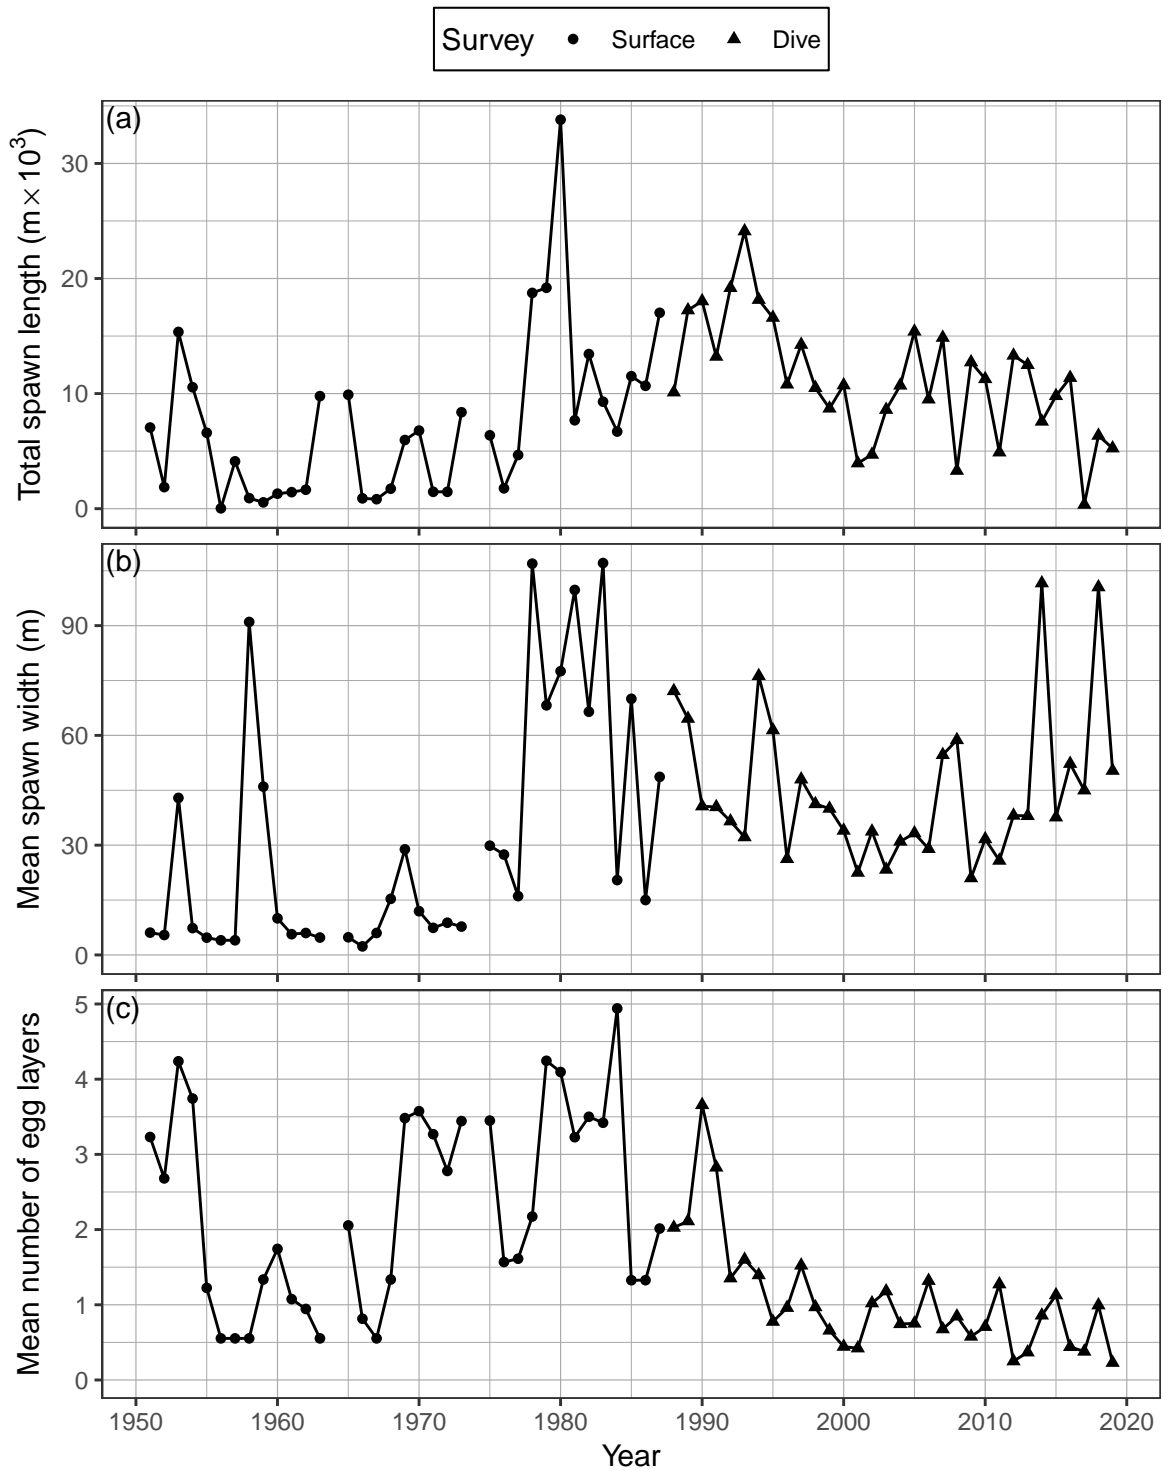 Survey Surface Dive
(a)
Total spawn length (m × 10³)
30
20
10
0
(b)
Mean spawn width (m)
90
60
30
0
(c)
Mean number of egg layers
5
4
3
2
1
0
1950 1960 1970 1980 1990 2000 2010 2020
Year